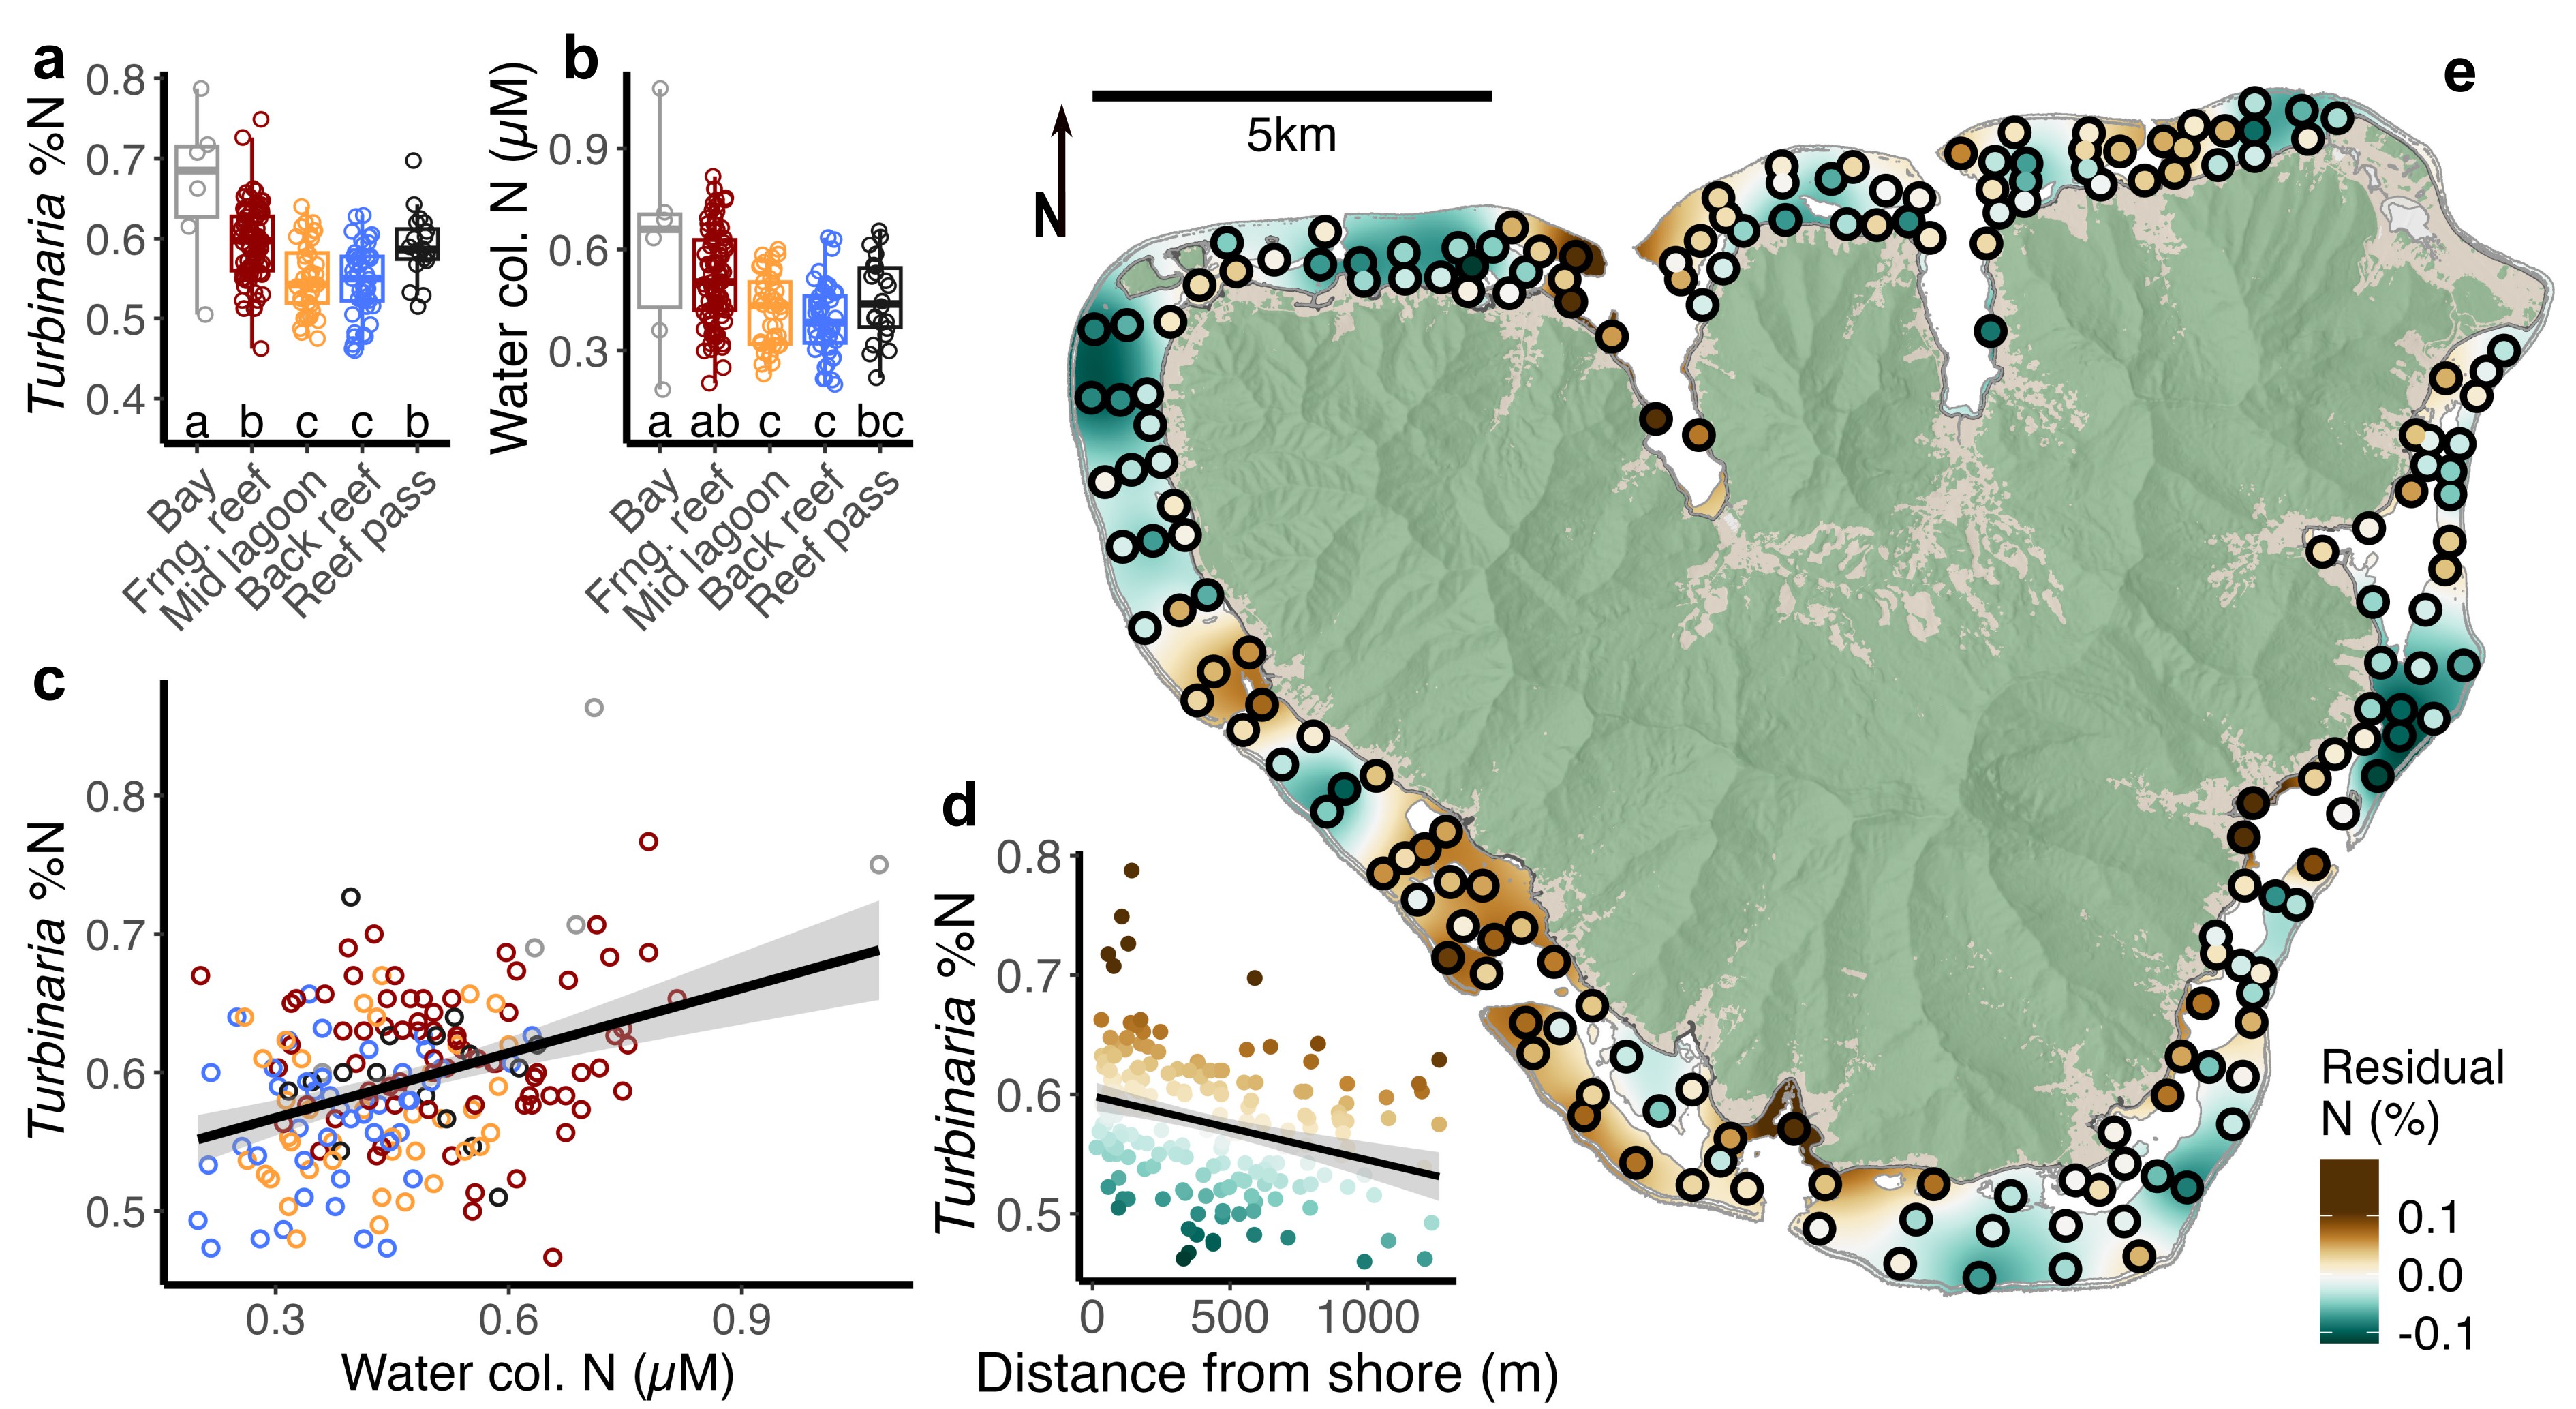 a
Turbinaria %N
0.8
0.7
0.6
0.5
0.4
a b c c b
Bay
Frng. reef
Mid lagoon
Back reef
Reef pass
b
Water col. N (µM)
0.9
0.6
0.3
a ab c c bc
Bay
Frng. reef
Mid lagoon
Back reef
Reef pass
c
Turbinaria %N
0.8
0.7
0.6
0.5
0.3 0.6 0.9
Water col. N (µM)
d
Turbinaria %N
0.8
0.7
0.6
0.5
0 500 1000
Distance from shore (m)
e
5km
N
Residual
N (%)
0.1
0.0
-0.1